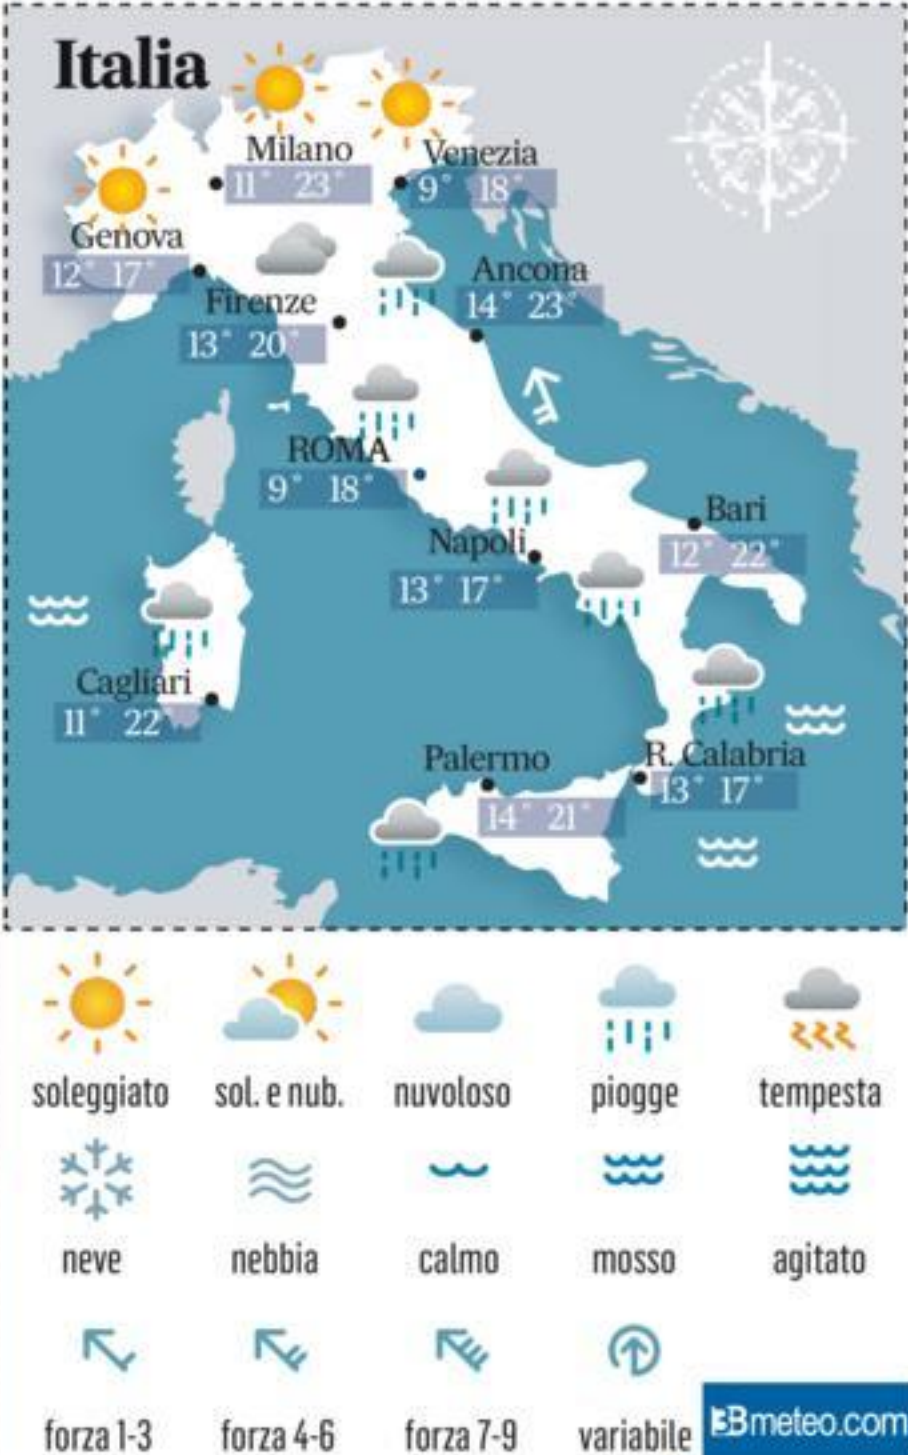 Italia
Milano
11° 23°
Venezia
9° 18°
Genova
12° 17°
Firenze
13° 20°
Ancona
14° 23°
ROMA
9° 18°
Napoli
13° 17°
Bari
12° 22°
Cagliari
11° 22°
Palermo
14° 21°
R. Calabria
13° 17°
soleggiato
sol. e nub.
nuvoloso
piogge
tempesta
neve
nebbia
calmo
mosso
agitato
forza 1-3
forza 4-6
forza 7-9
variabile
3Bmeteo.com